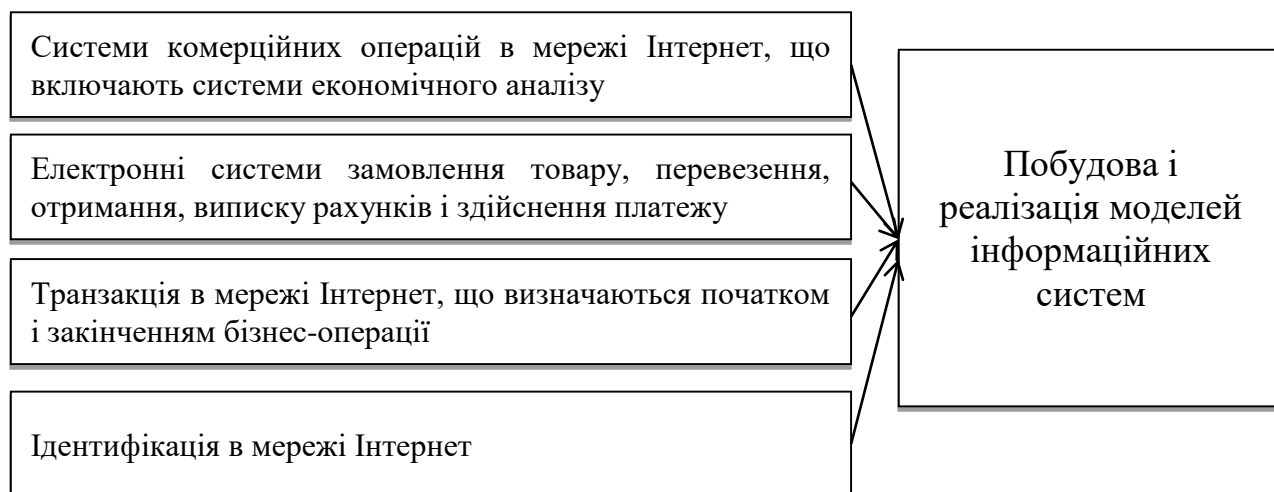 Системи комерційних операцій в мережі Інтернет, що
включають системи економічного аналізу
Електронні системи замовлення товару, перевезення,
отримання, виписку рахунків і здійснення платежу
Транзакція в мережі Інтернет, що визначаються початком
і закінченням бізнес-операції
Ідентифікація в мережі Інтернет
Побудова і
реалізація моделей
інформаційних
систем